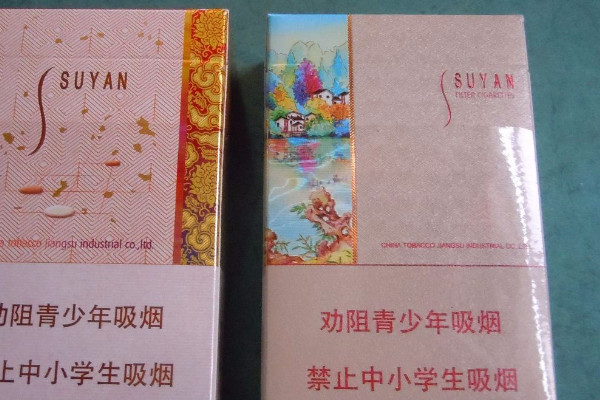 SUYAN
a tobacco jiangsu industrial co.,ltd.
劝阻青少年吸烟
止中小学生吸烟
SUYAN
FILTER CIGARETTES
CHINA TOBACCO JIANGSU INDUSTRIAL CO.,
劝阻青少年吸烟
禁止中小学生吸烟